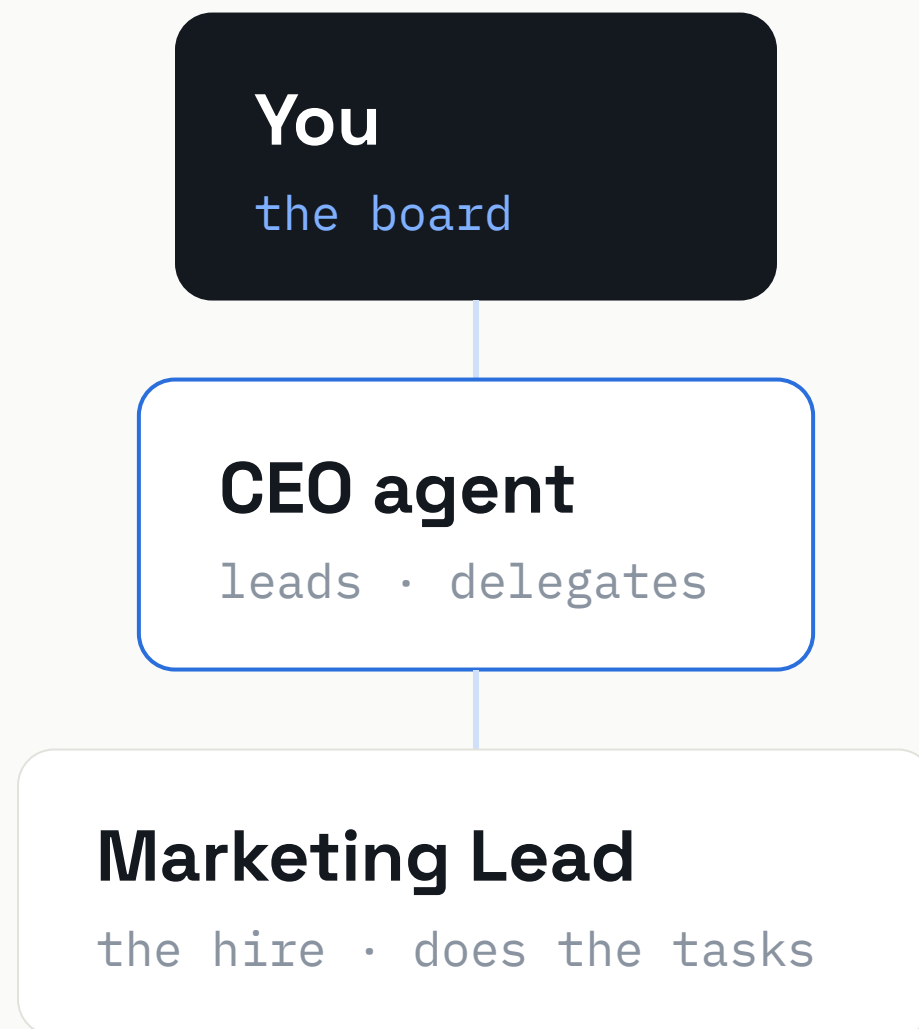 You
the board
CEO agent
leads · delegates
Marketing Lead
the hire · does the tasks